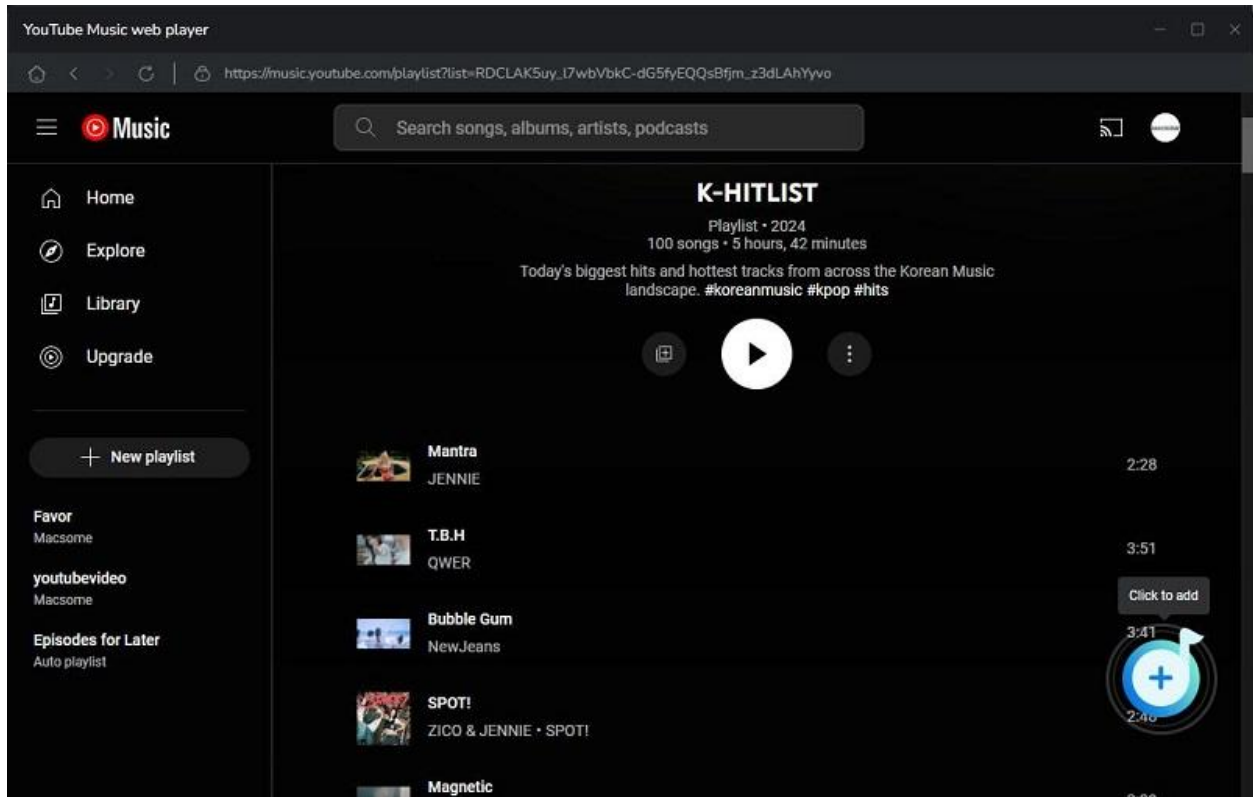 YouTube Music web player
https://music.youtube.com/playlist?list=RDCLAK5uy_l7wbVbkC-dG5fyEQQsBfjm_z3dLAhYyvo
Music
Search songs, albums, artists, podcasts
Home
Explore
Library
Upgrade
New playlist
Favor
Macsome
youtubevideo
Macsome
Episodes for Later
Auto playlist
K-HITLIST
Playlist • 2024
100 songs • 5 hours, 42 minutes
Today's biggest hits and hottest tracks from across the Korean Music
landscape. #koreanmusic #kpop #hits
Mantra
JENNIE
2:28
T.B.H
QWER
3:51
Click to add
Bubble Gum
NewJeans
3:41
SPOT!
ZICO & JENNIE • SPOT!
Magnetic